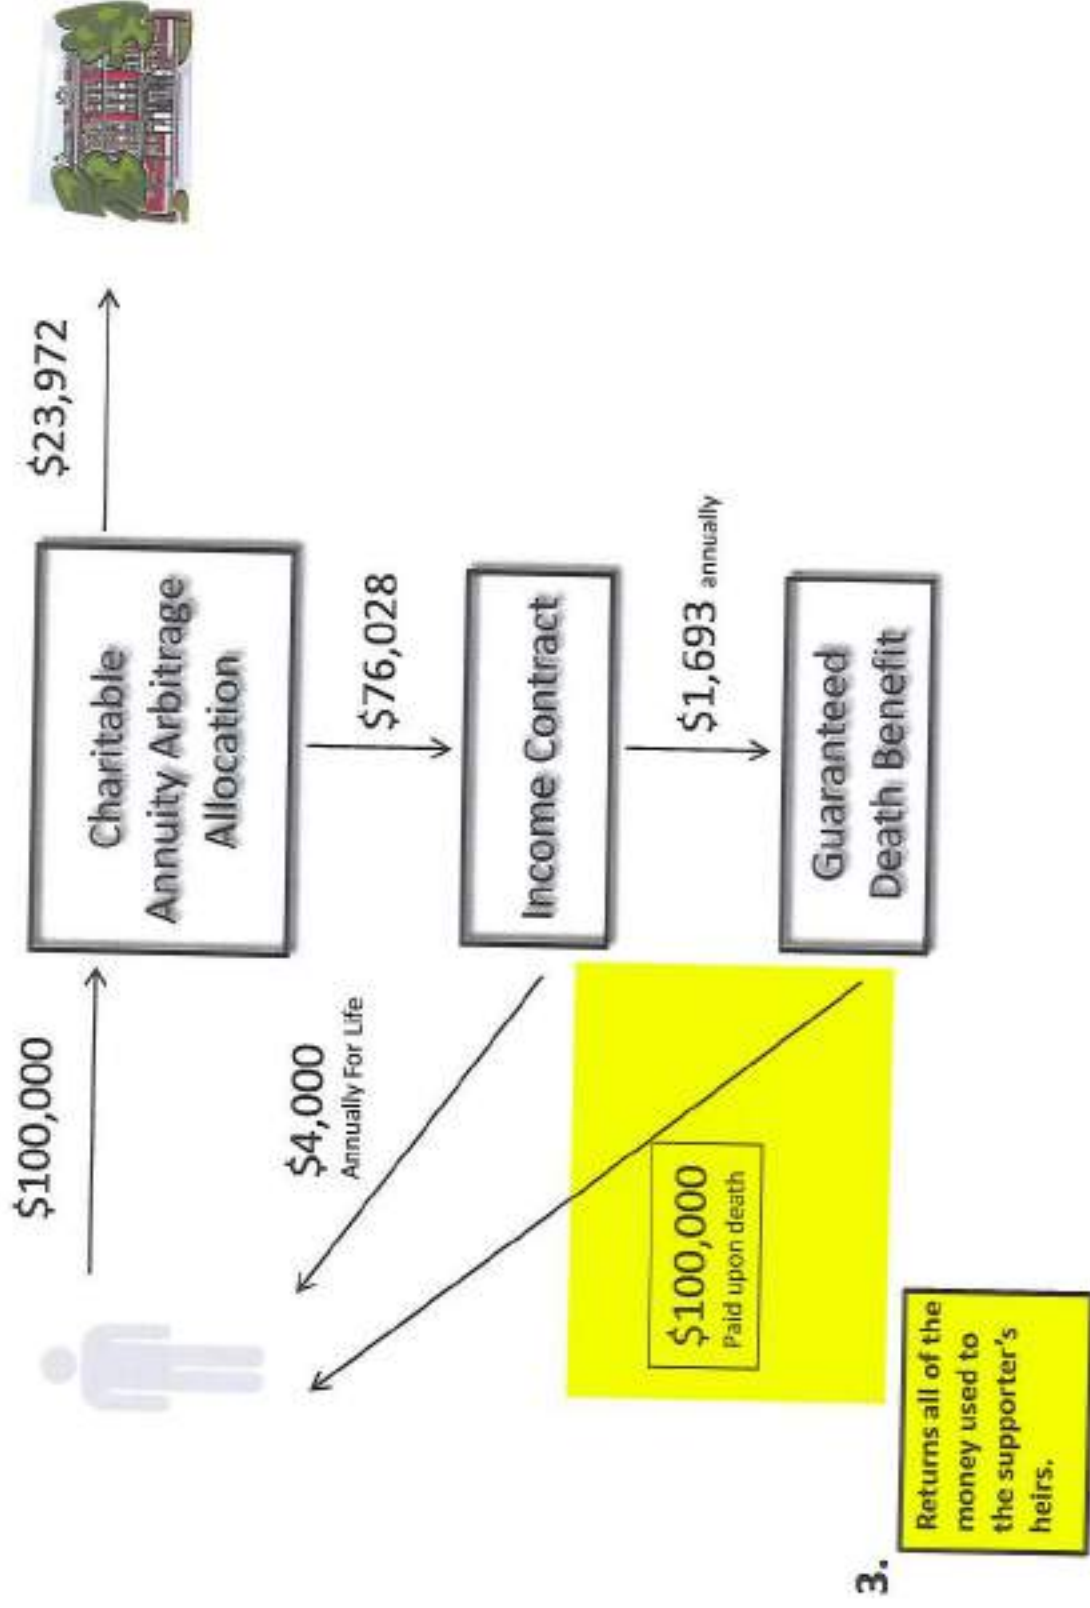 $100,000
Charitable
Annuity Arbitrage
Allocation
$23,972
$4,000
Annually For Life
$76,028
Income Contract
$1,693 annually
$100,000
Paid upon death
Guaranteed
Death Benefit
3.
Returns all of the
money used to
the supporter's
heirs.